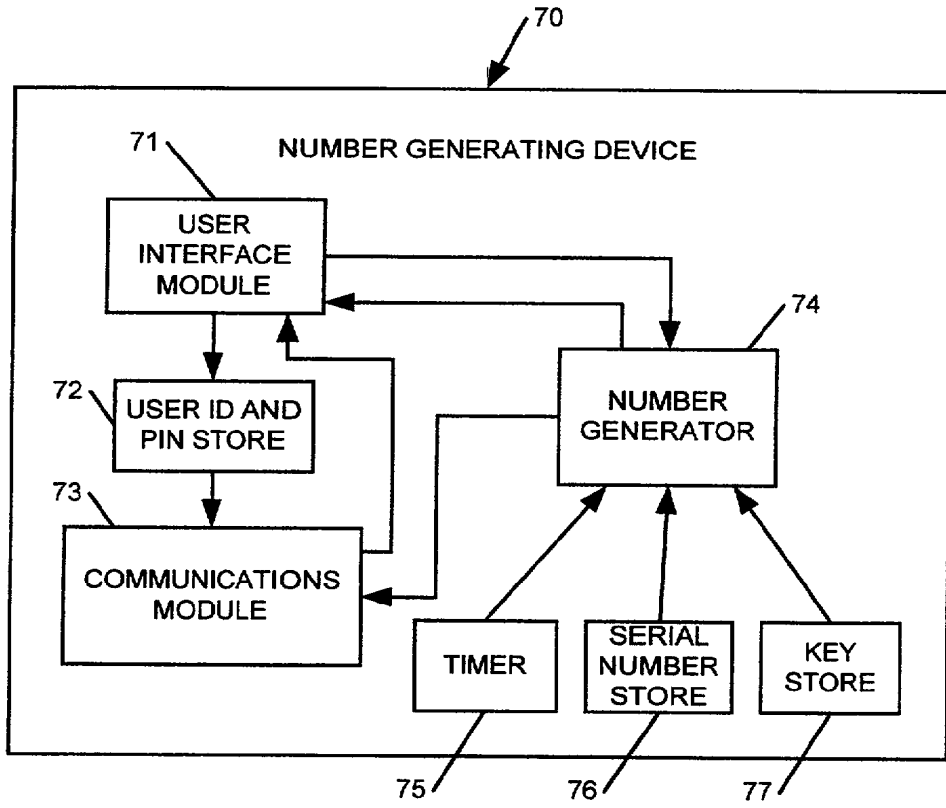 70
NUMBER GENERATING DEVICE
71
USER
INTERFACE
MODULE
74
NUMBER
GENERATOR
72
USER ID AND
PIN STORE
73
COMMUNICATIONS
MODULE
TIMER
SERIAL
NUMBER
STORE
KEY
STORE
75
76
77